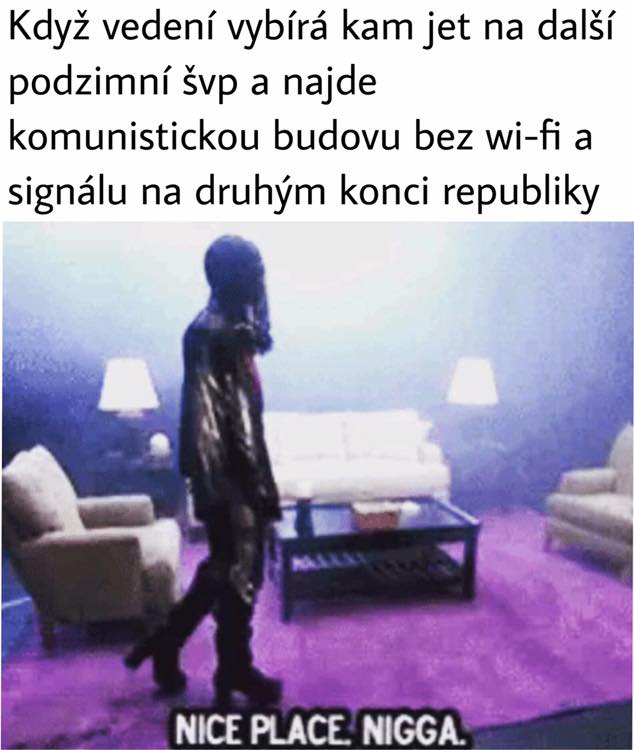 Když vedení vybírá kam jet na další
podzimní švp a najde
komunistickou budovu bez wi-fi a
signálu na druhým konci republiky
NICE PLACE, NIGGA.